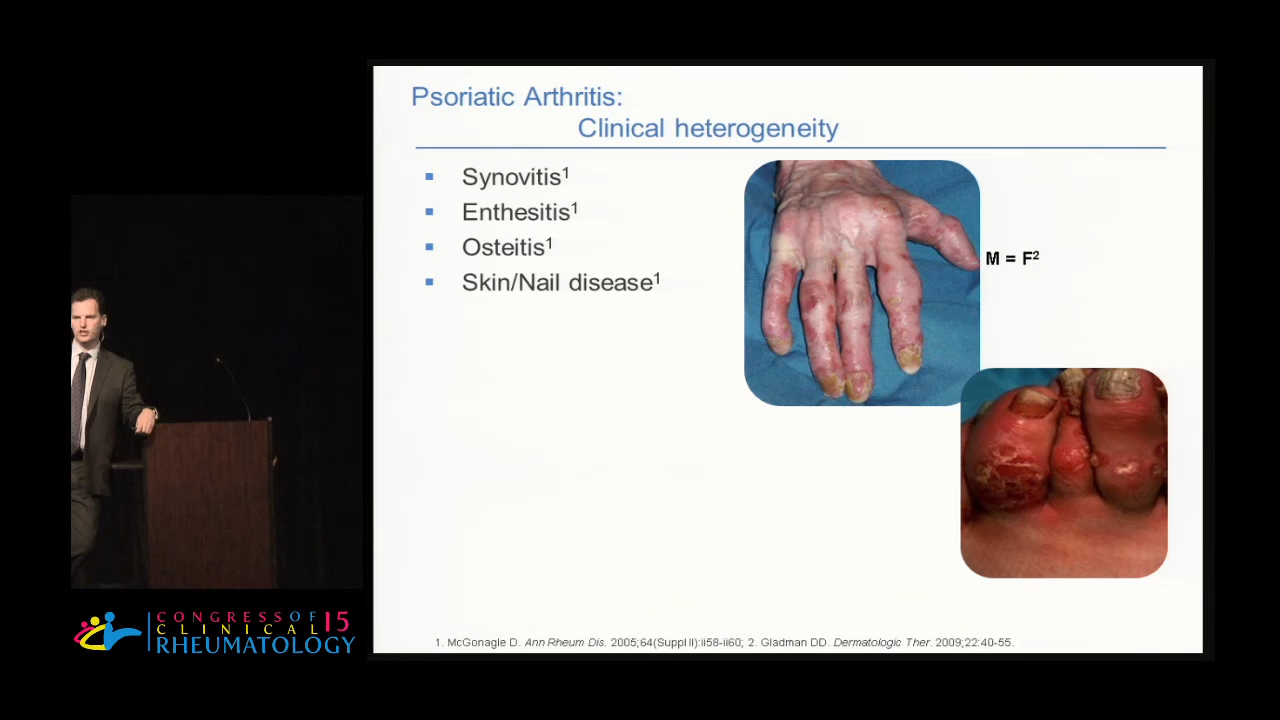 Psoriatic Arthritis:
Clinical heterogeneity
▪ Synovitis¹
▪ Enthesitis¹
▪ Osteitis¹
▪ Skin/Nail disease¹
M = F²
1. McGonagle D. Ann Rheum Dis. 2005;64(Suppl II):ii58-ii60; 2. Gladman DD. Dermatologic Ther. 2009;22:40-55.
CONGRESS OF 15
CLINICAL
RHEUMATOLOGY